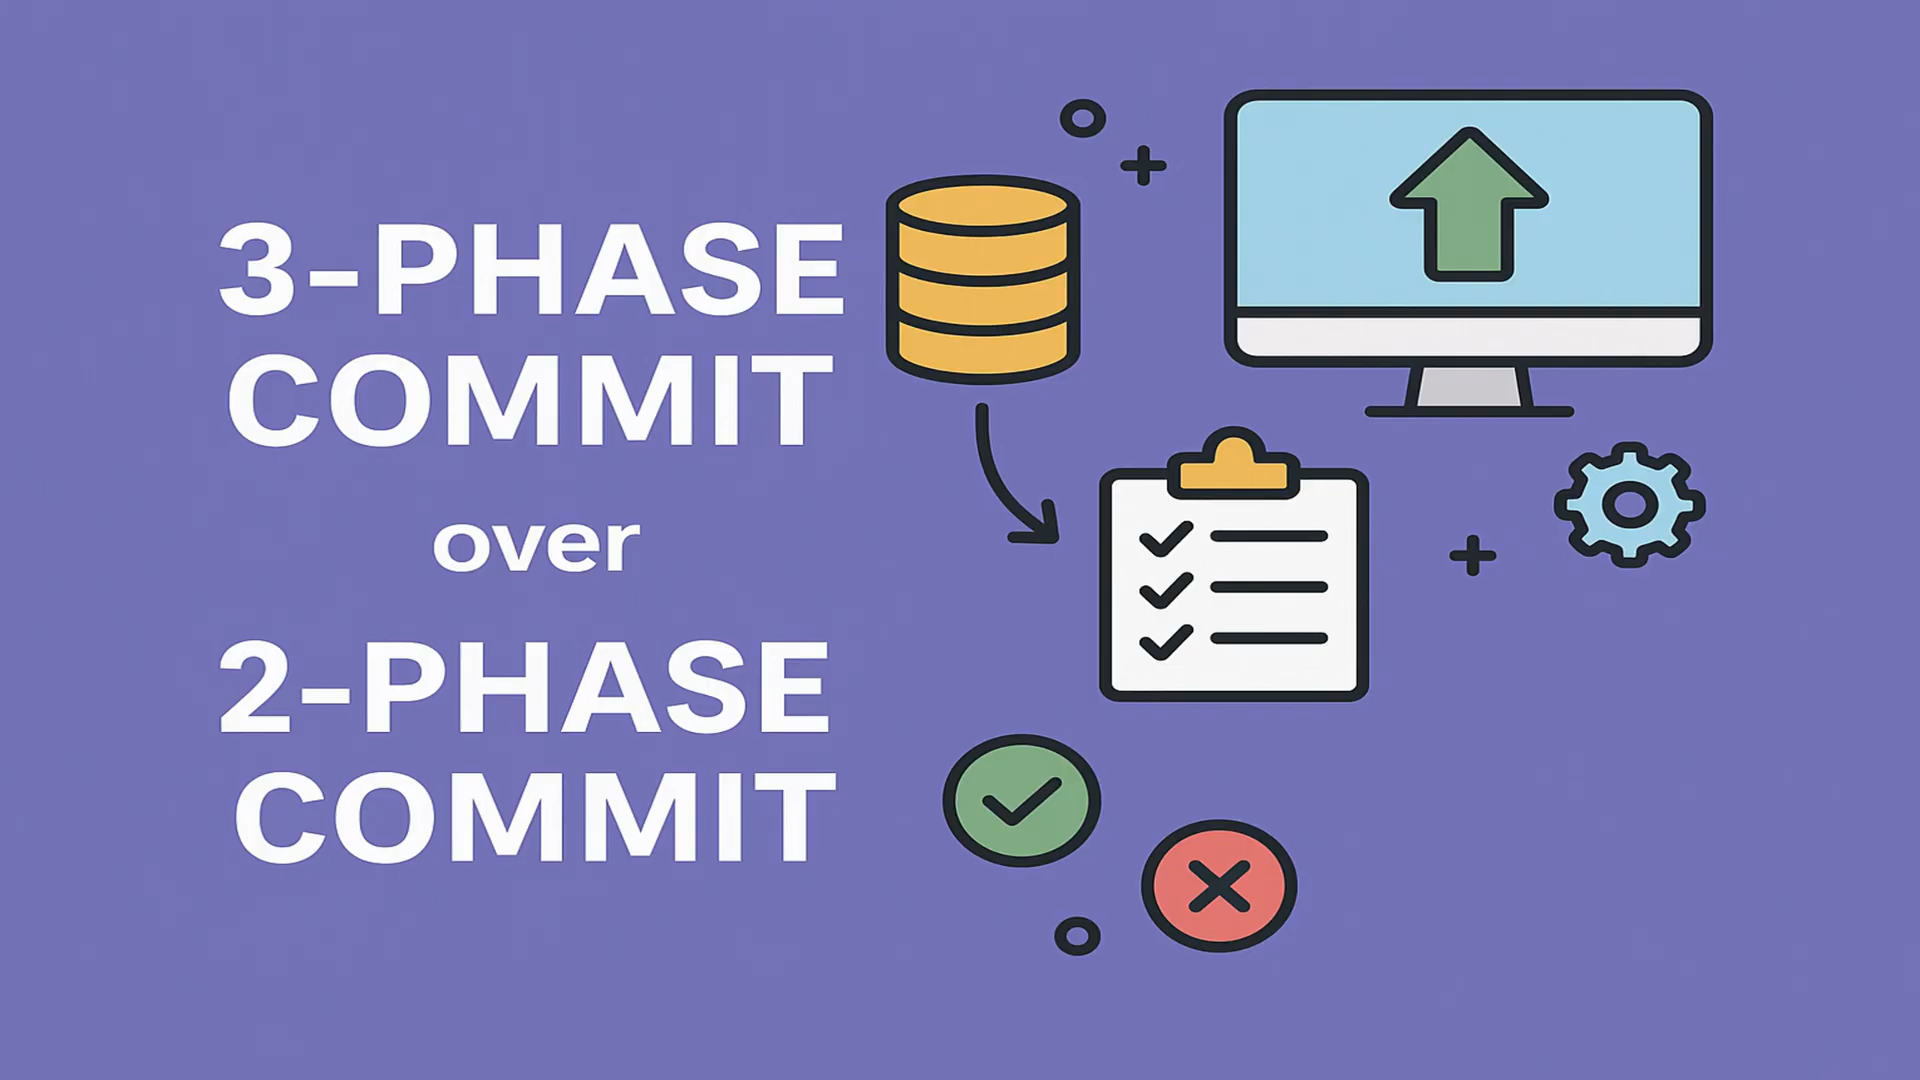 3-PHASE
COMMIT
over
2-PHASE
COMMIT